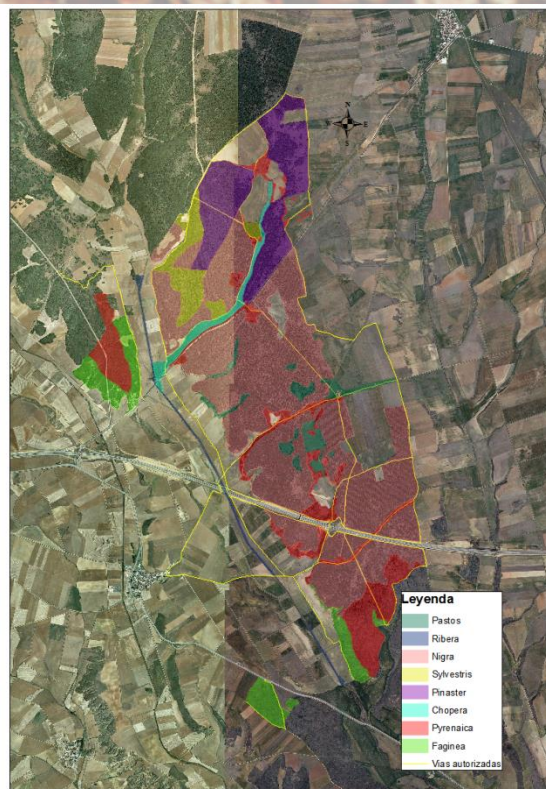 N
E
S
Leyenda
Pastos
Ribera
Nigra
Sylvestris
Pinaster
Chopera
Pyrenaica
Faginea
Vias autorizadas